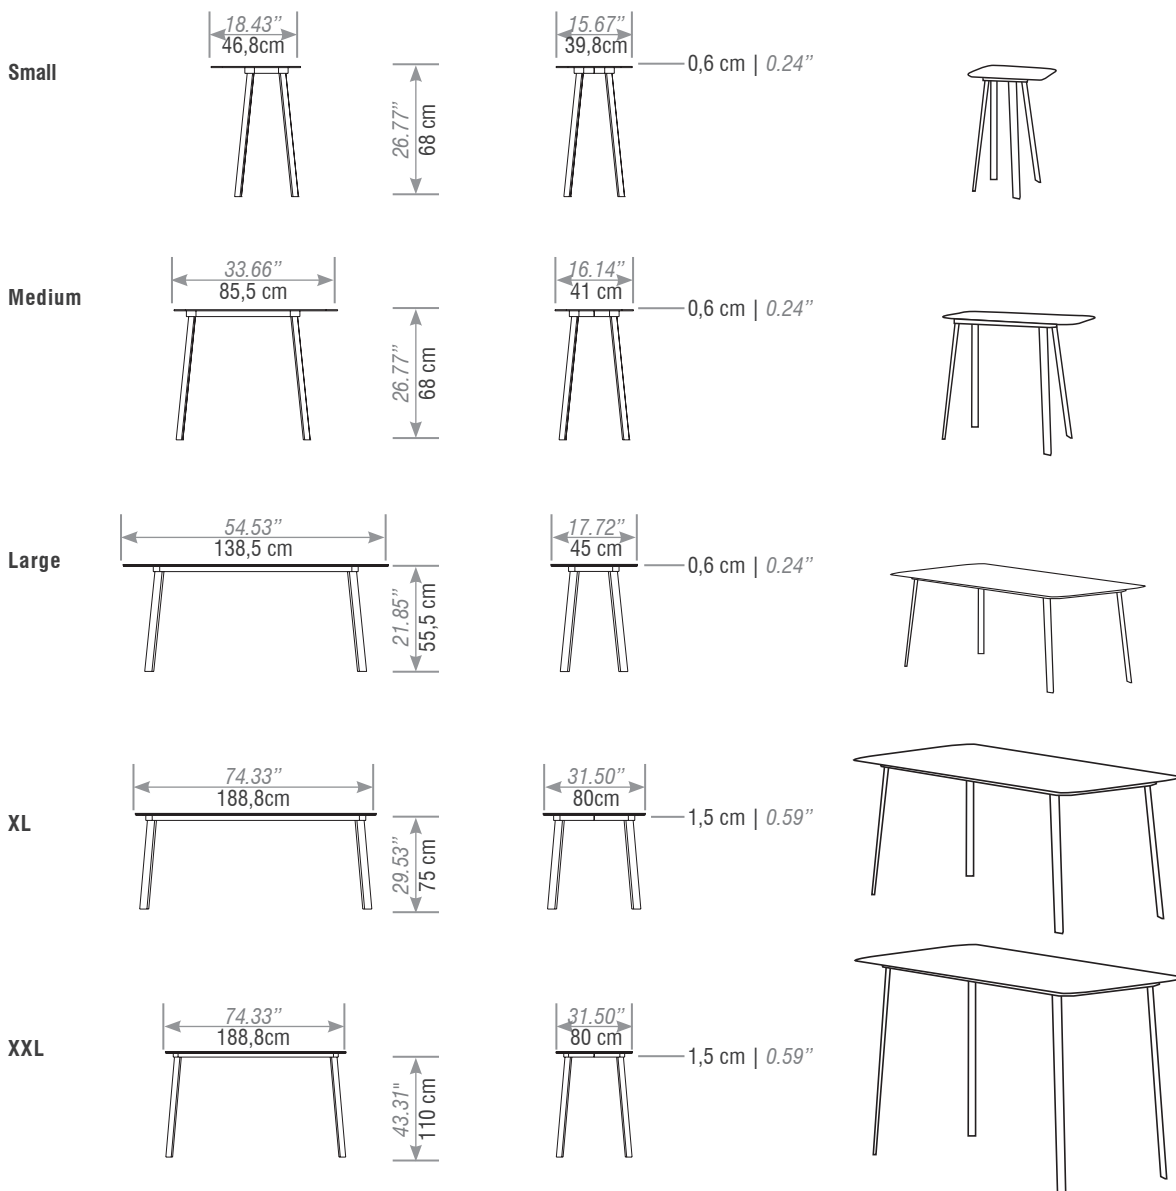 18.43’’
46,8cm
15.67’’
39,8cm
0,6 cm | 0.24’’
Small
26.77’’
68 cm
33.66’’
85,5 cm
16.14’’
41 cm
Medium
0,6 cm | 0.24’’
26.77’’
68 cm
54.53’’
138,5 cm
17.72’’
45 cm
Large
0,6 cm | 0.24’’
21.85’’
55,5 cm
74.33’’
188,8cm
31.50’’
80cm
XL
1,5 cm | 0.59’’
29.53’’
75 cm
74.33’’
188,8cm
31.50’’
80 cm
XXL
1,5 cm | 0.59’’
43.31"
110 cm